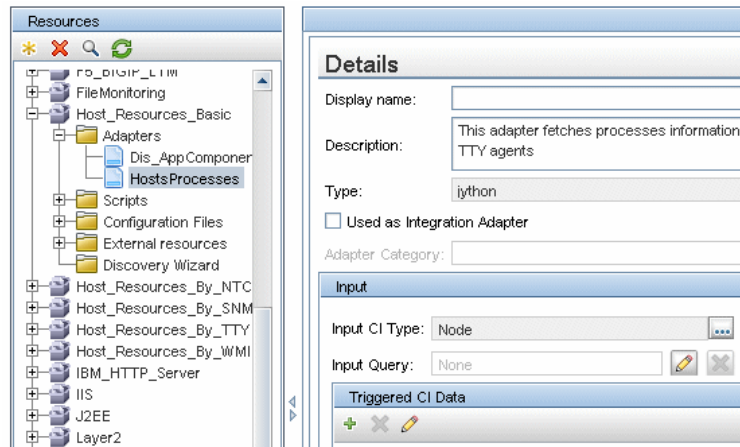 Resources
F5_BIGIP_LTM
FileMonitoring
Host_Resources_Basic
Adapters
Dis_AppComponen
HostsProcesses
Scripts
Configuration Files
External resources
Discovery Wizard
Host_Resources_By_NTC
Host_Resources_By_SNM
Host_Resources_By_TTY
Host_Resources_By_WMI
IBM_HTTP_Server
IIS
J2EE
Layer2
Details
Display name:
Description:
This adapter fetches processes information
TTY agents
Type:
jython
Used as Integration Adapter
Adapter Category:
Input
Input CI Type:
Node
...
Input Query:
None
Triggered CI Data